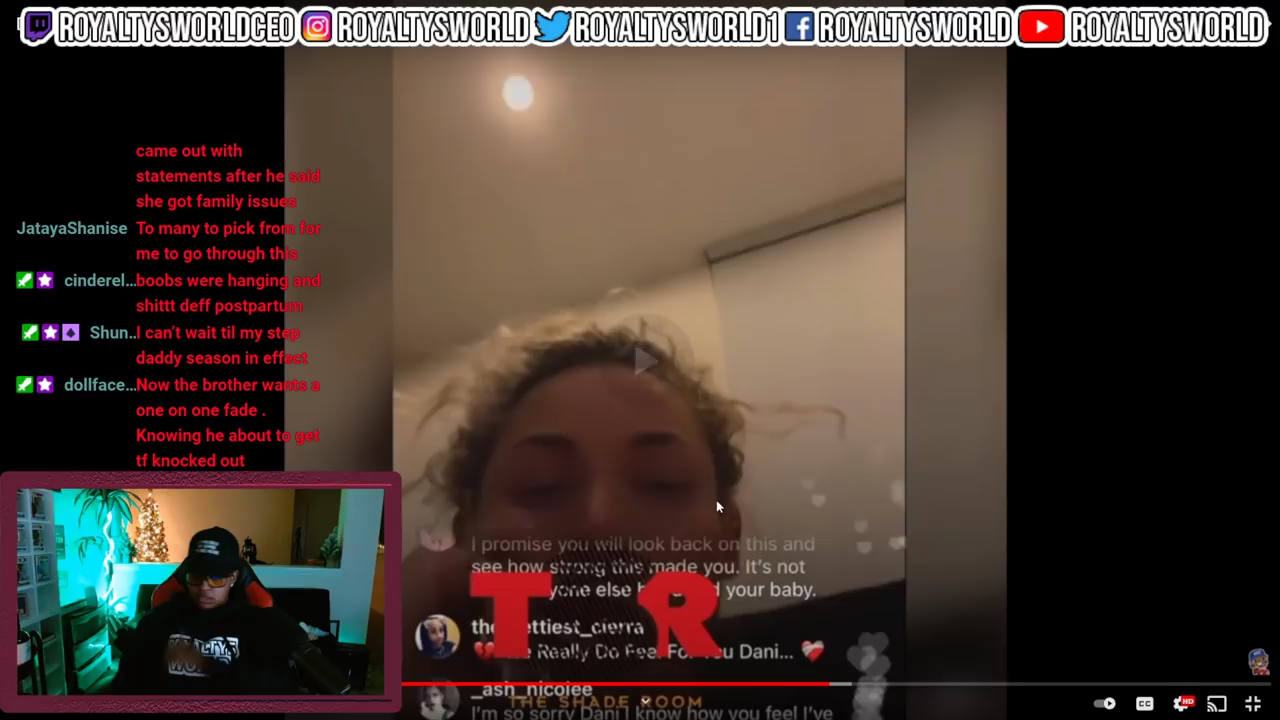 ROYALTYSWORLDCEO ROYALTYSWORLD ROYALTYSWORLD1 ROYALTYSWORLD ROYALTYSWORLD
came out with
statements after he said
she got family issues
JatayaShanise To many to pick from for
me to go through this
cinderel... boobs were hanging and
shittt deff postpartum
Shun... I can't wait til my step
daddy season in effect
dollface... Now the brother wants a
one on one fade .
Knowing he about to get
tf knocked out
I promise you will look back on this and
see how strong this made you. It's not
else your baby.
T R
Really Do Feel For You Dani... 💖
_ash_nicolee
THE SHADE ROOM
I'm so sorry Dani I know how you feel I've
CC HD